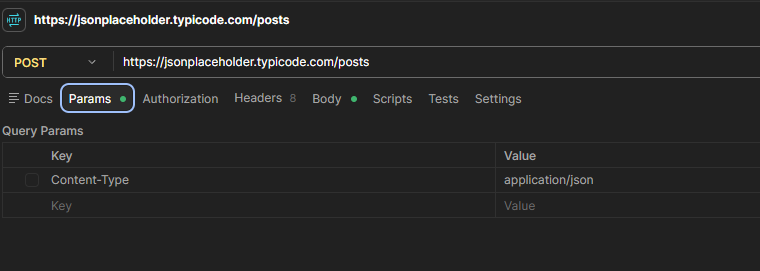 HTTP https://jsonplaceholder.typicode.com/posts
POST https://jsonplaceholder.typicode.com/posts
Docs Params Authorization Headers 8 Body Scripts Tests Settings
Query Params
Key Value
Content-Type application/json
Key Value